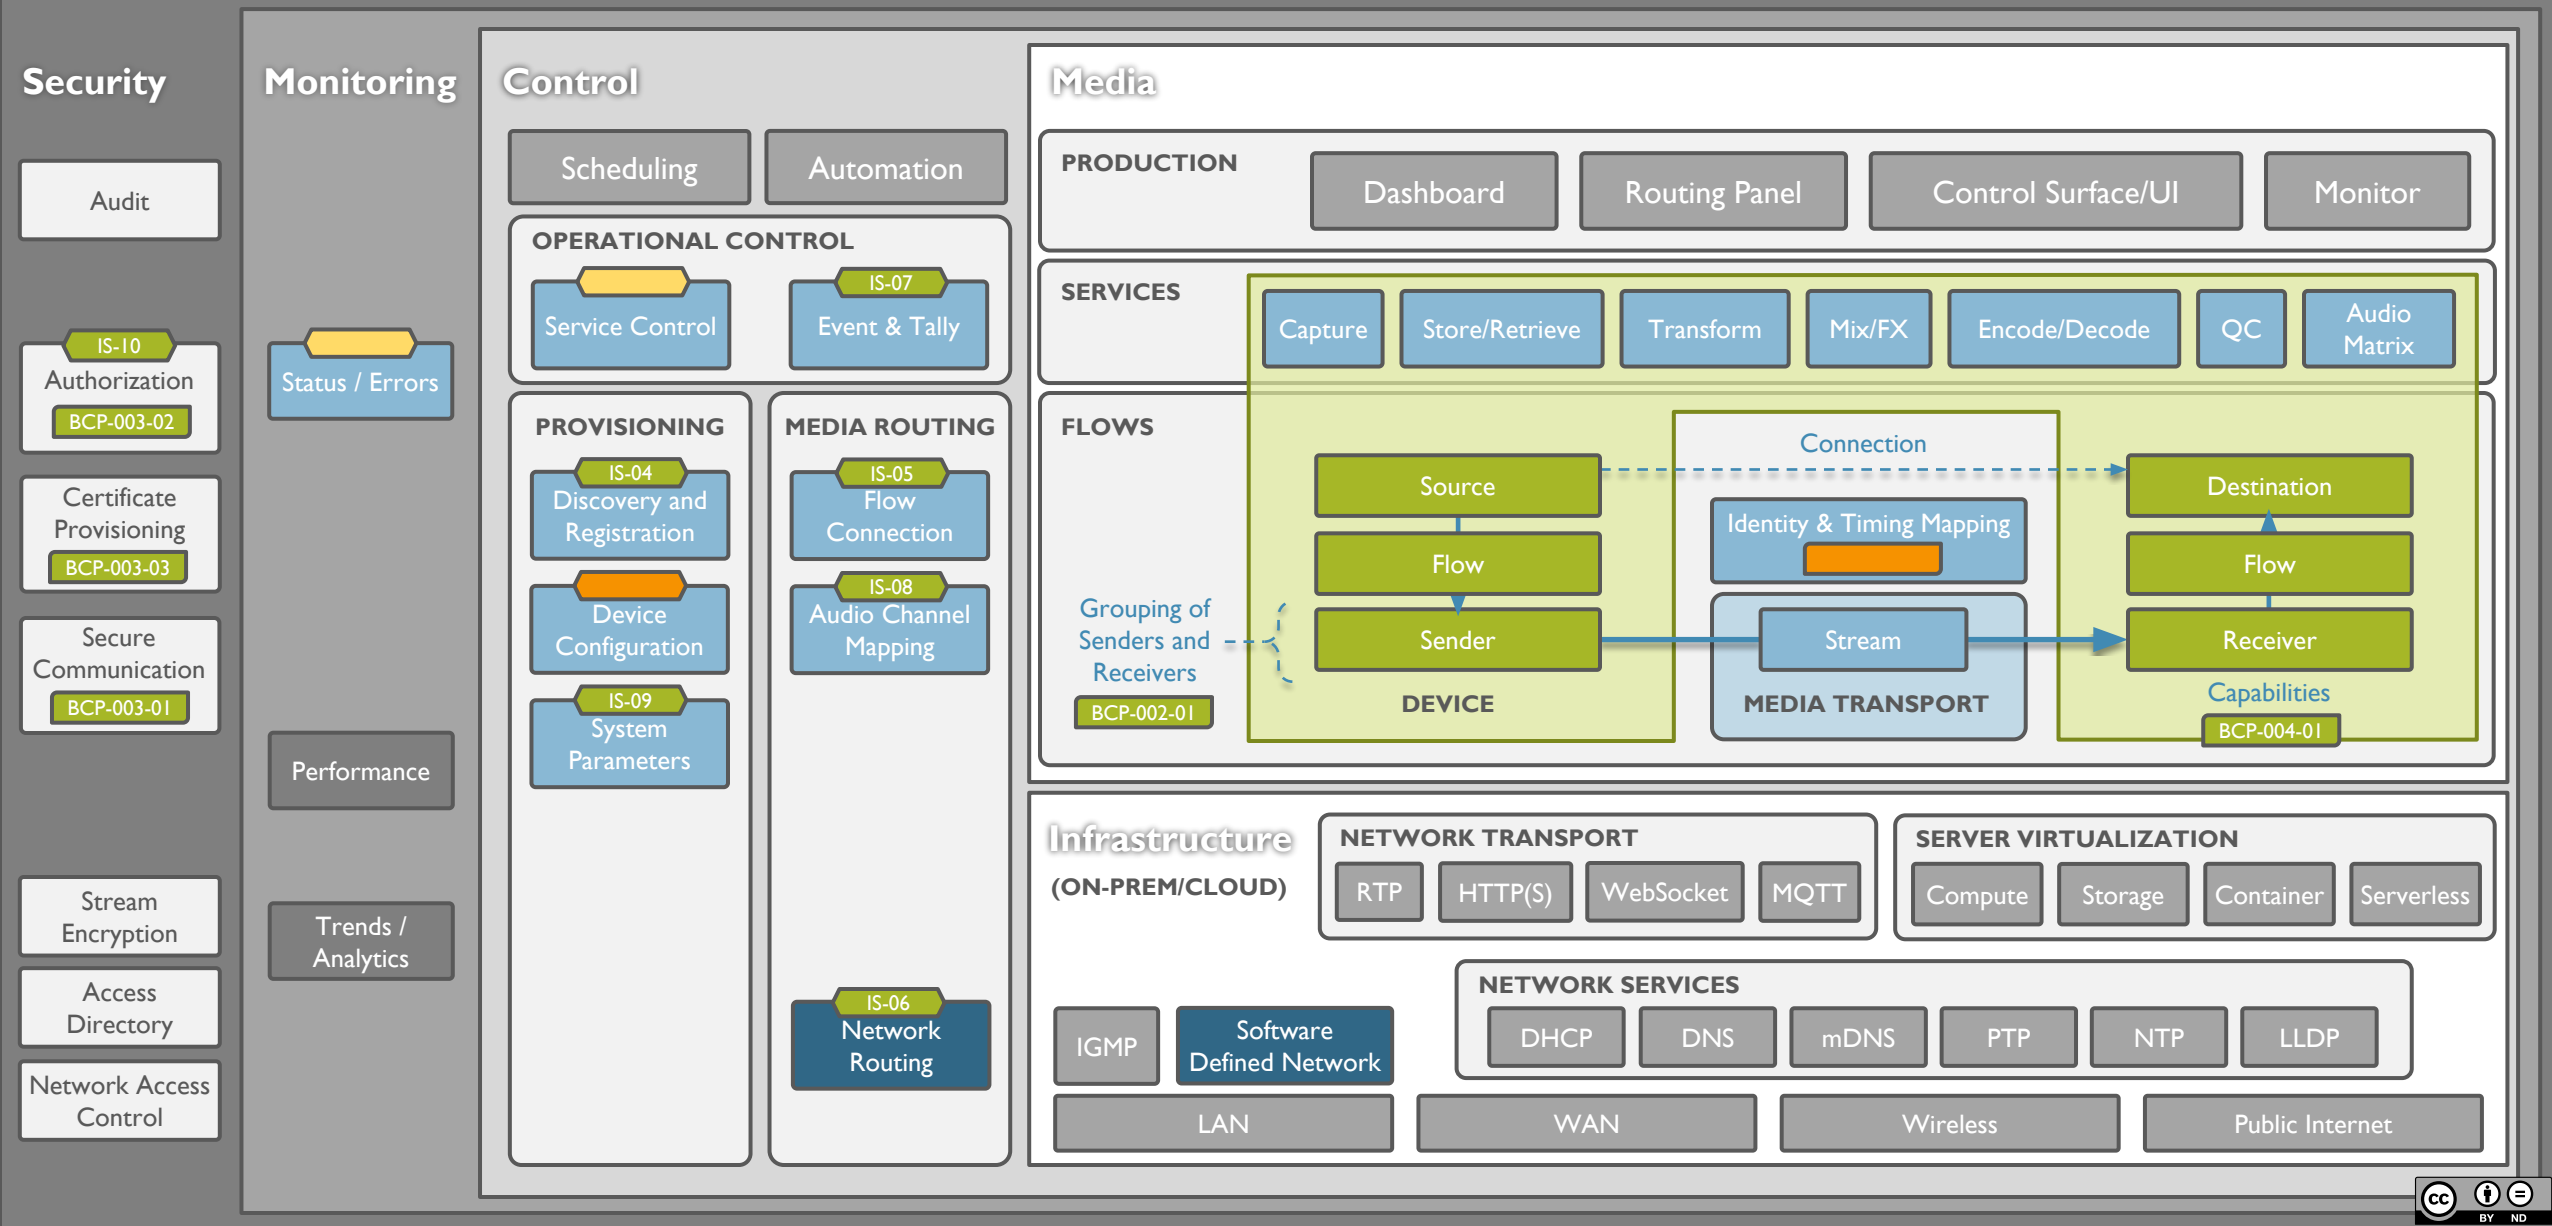 Security
Audit
IS-10
Authorization
BCP-003-02
Certificate
Provisioning
BCP-003-03
Secure
Communication
BCP-003-01
Stream
Encryption
Access
Directory
Network Access
Control
Monitoring
Status / Errors
Performance
Trends /
Analytics
Control
Scheduling
Automation
OPERATIONAL CONTROL
Service Control
IS-07
Event & Tally
PROVISIONING
IS-04
Discovery and
Registration
Device
Configuration
IS-09
System
Parameters
MEDIA ROUTING
IS-05
Flow
Connection
IS-08
Audio Channel
Mapping
IS-06
Network
Routing
Media
PRODUCTION
Dashboard
Routing Panel
Control Surface/UI
Monitor
SERVICES
Capture
Store/Retrieve
Transform
Mix/FX
Encode/Decode
QC
Audio
Matrix
FLOWS
Grouping of
Senders and
Receivers
BCP-002-01
Source
Flow
Sender
DEVICE
Connection
Identity & Timing Mapping
Stream
MEDIA TRANSPORT
Destination
Flow
Receiver
Capabilities
BCP-004-01
Infrastructure
(ON-PREM/CLOUD)
NETWORK TRANSPORT
RTP
HTTP(S)
WebSocket
MQTT
SERVER VIRTUALIZATION
Compute
Storage
Container
Serverless
IGMP
Software
Defined Network
NETWORK SERVICES
DHCP
DNS
mDNS
PTP
NTP
LLDP
LAN
WAN
Wireless
Public Internet
cc
BY ND